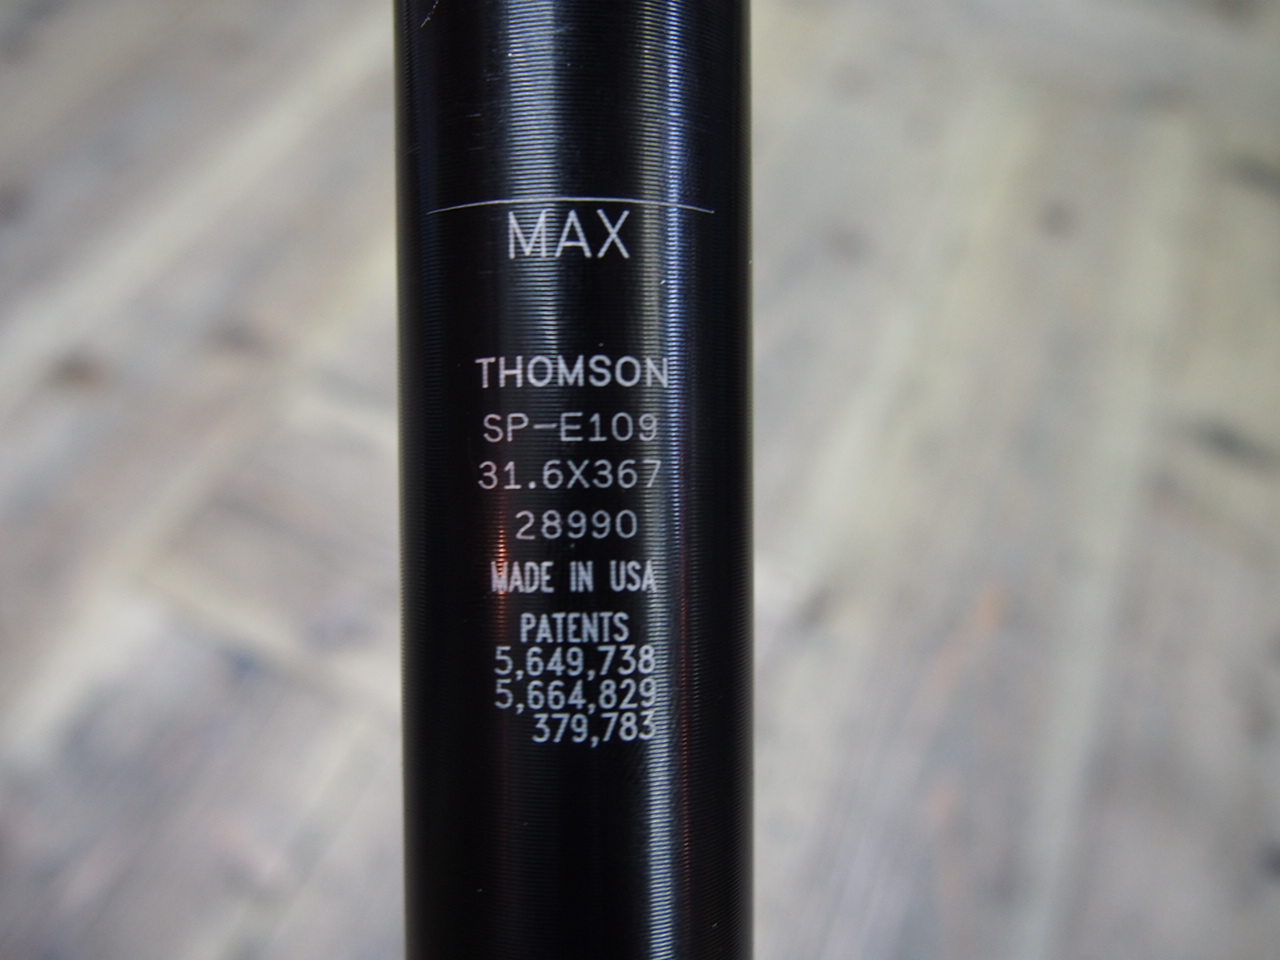 MAX
THOMSON
SP-E109
31.6X367
28990
MADE IN USA
PATENTS
5,649,738
5,664,829
379,783